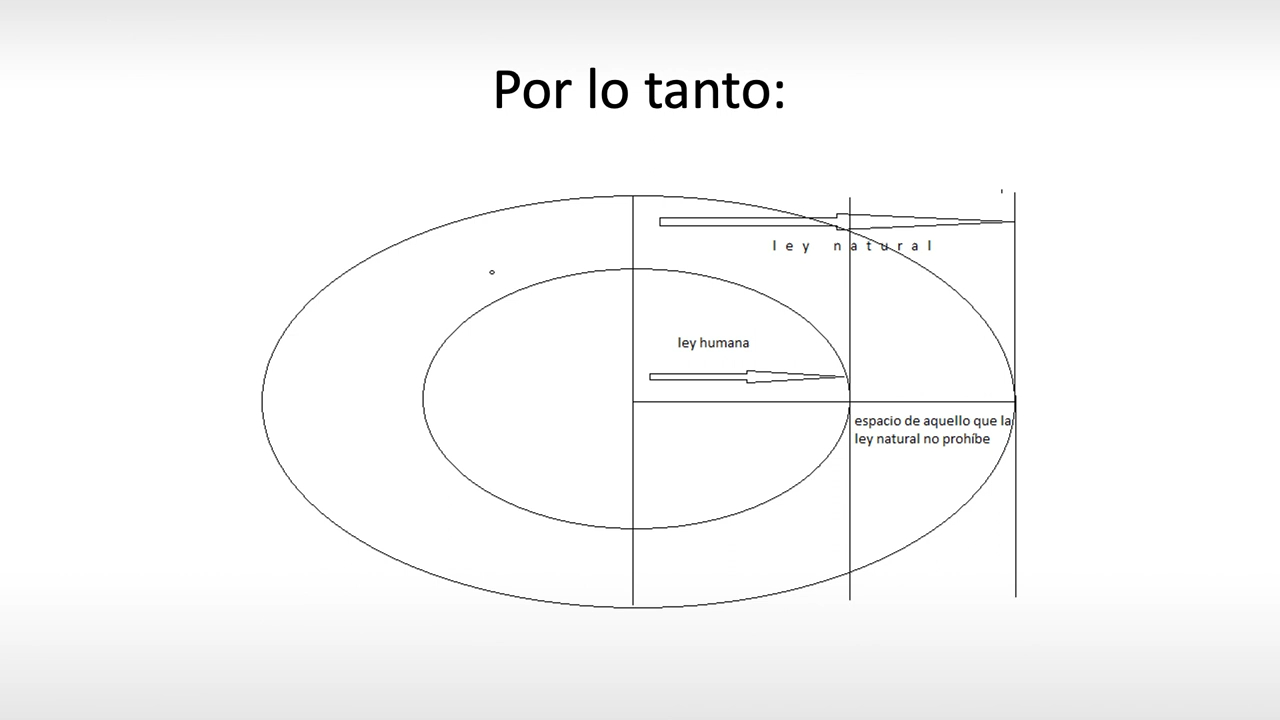 Por lo tanto:
ley natural
ley humana
espacio de aquello que la
ley natural no prohíbe